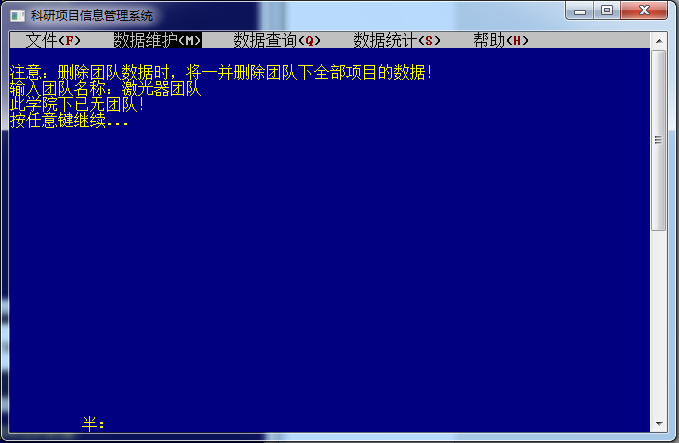 科研项目信息管理系统
文件(F) 数据维护(M) 数据查询(Q) 数据统计(S) 帮助(H)
注意：删除团队数据时，将一并删除团队下全部项目的数据！
输入团队名称：激光器团队
此学院下已无团队！
按任意键继续...
半：